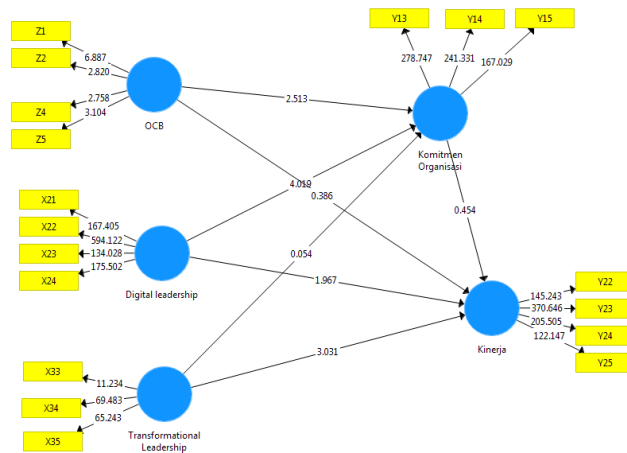 Z1
Z2
Z4
Z5
6.887
2.820
2.758
3.104
OCB
Y13
Y14
Y15
278.747
241.331
167.029
Komitmen
Organisasi
2.513
4.019
0.386
0.454
0.054
1.967
3.031
X21
X22
X23
X24
167.405
594.122
134.028
175.502
Digital leadership
Y22
Y23
Y24
Y25
145.243
370.646
205.505
122.147
Kinerja
X33
X34
X35
11.234
69.483
65.243
Transformational
Leadership